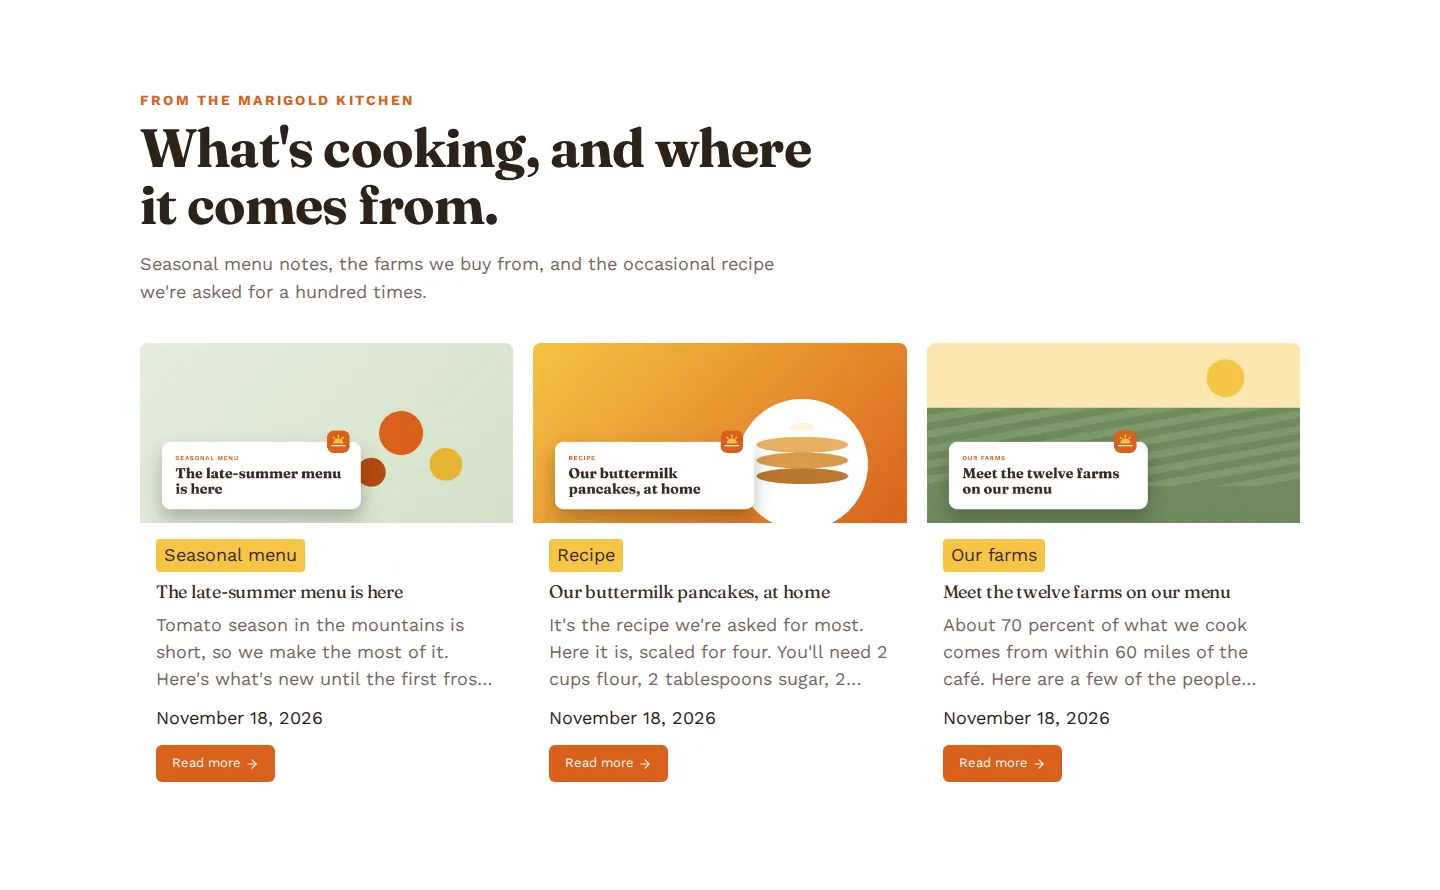 FROM THE MARIGOLD KITCHEN
What's cooking, and where
it comes from.
Seasonal menu notes, the farms we buy from, and the occasional recipe
we're asked for a hundred times.
SEASONAL MENU
The late-summer menu
is here
Seasonal menu
The late-summer menu is here
Tomato season in the mountains is
short, so we make the most of it.
Here's what's new until the first fros...
November 18, 2026
Read more →
RECIPE
Our buttermilk
pancakes, at home
Recipe
Our buttermilk pancakes, at home
It's the recipe we're asked for most.
Here it is, scaled for four. You'll need 2
cups flour, 2 tablespoons sugar, 2...
November 18, 2026
Read more →
OUR FARMS
Meet the twelve farms
on our menu
Our farms
Meet the twelve farms on our menu
About 70 percent of what we cook
comes from within 60 miles of the
café. Here are a few of the people...
November 18, 2026
Read more →